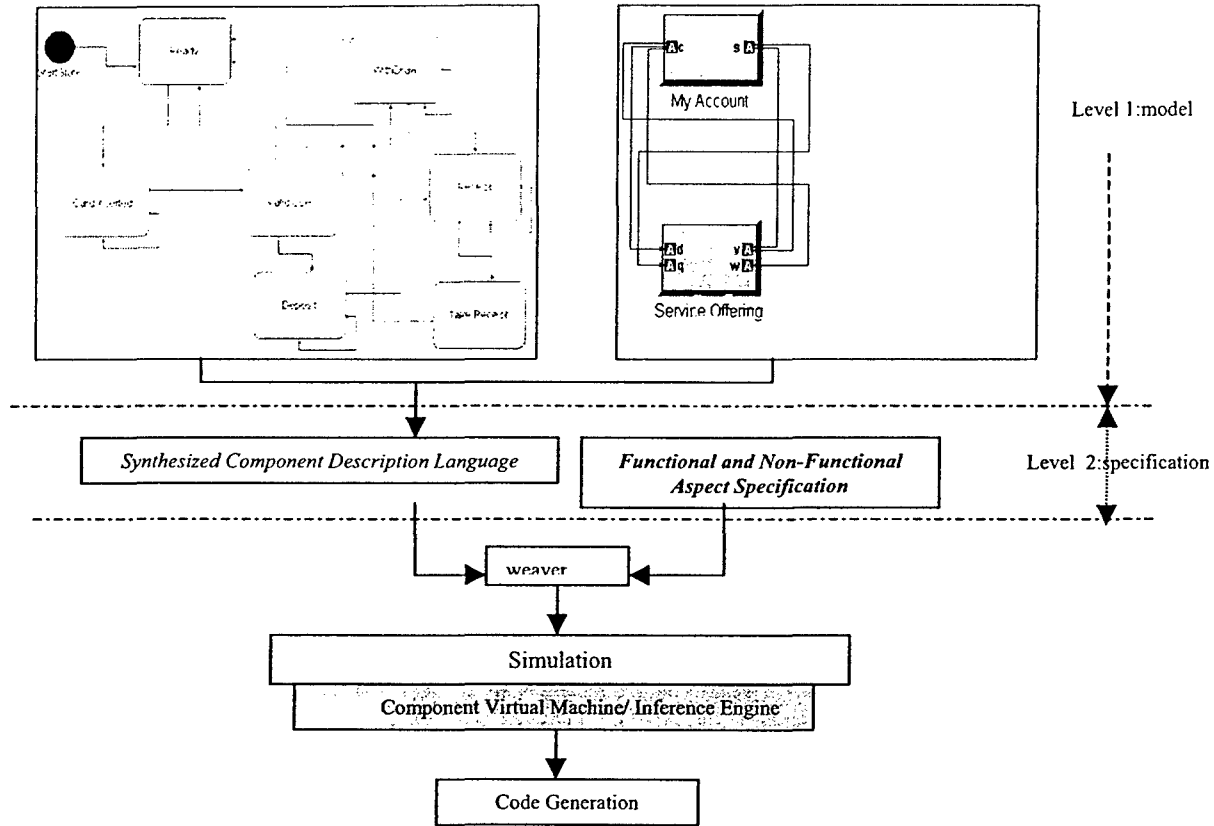 Ready
WithDraw
Receipt
Deposit
Take Receipt
c
s
My Account
d
q
v
w
Service Offering
Level 1:model
Synthesized Component Description Language
Functional and Non-Functional
Aspect Specification
Level 2:specification
weaver
Simulation
Component Virtual Machine/ Inference Engine
Code Generation